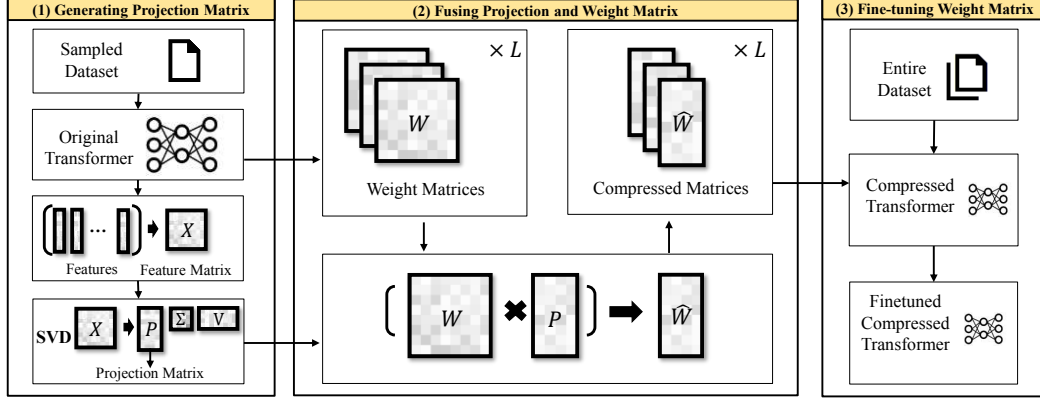 (1) Generating Projection Matrix
Sampled
Dataset
Original
Transformer
...
X
Features
Feature Matrix
SVD
X
P
Σ
V
Projection Matrix
(2) Fusing Projection and Weight Matrix
× L
W
Weight Matrices
× L
Ŵ
Compressed Matrices
( W × P ) Ŵ
(3) Fine-tuning Weight Matrix
Entire
Dataset
Compressed
Transformer
Finetuned
Compressed
Transformer